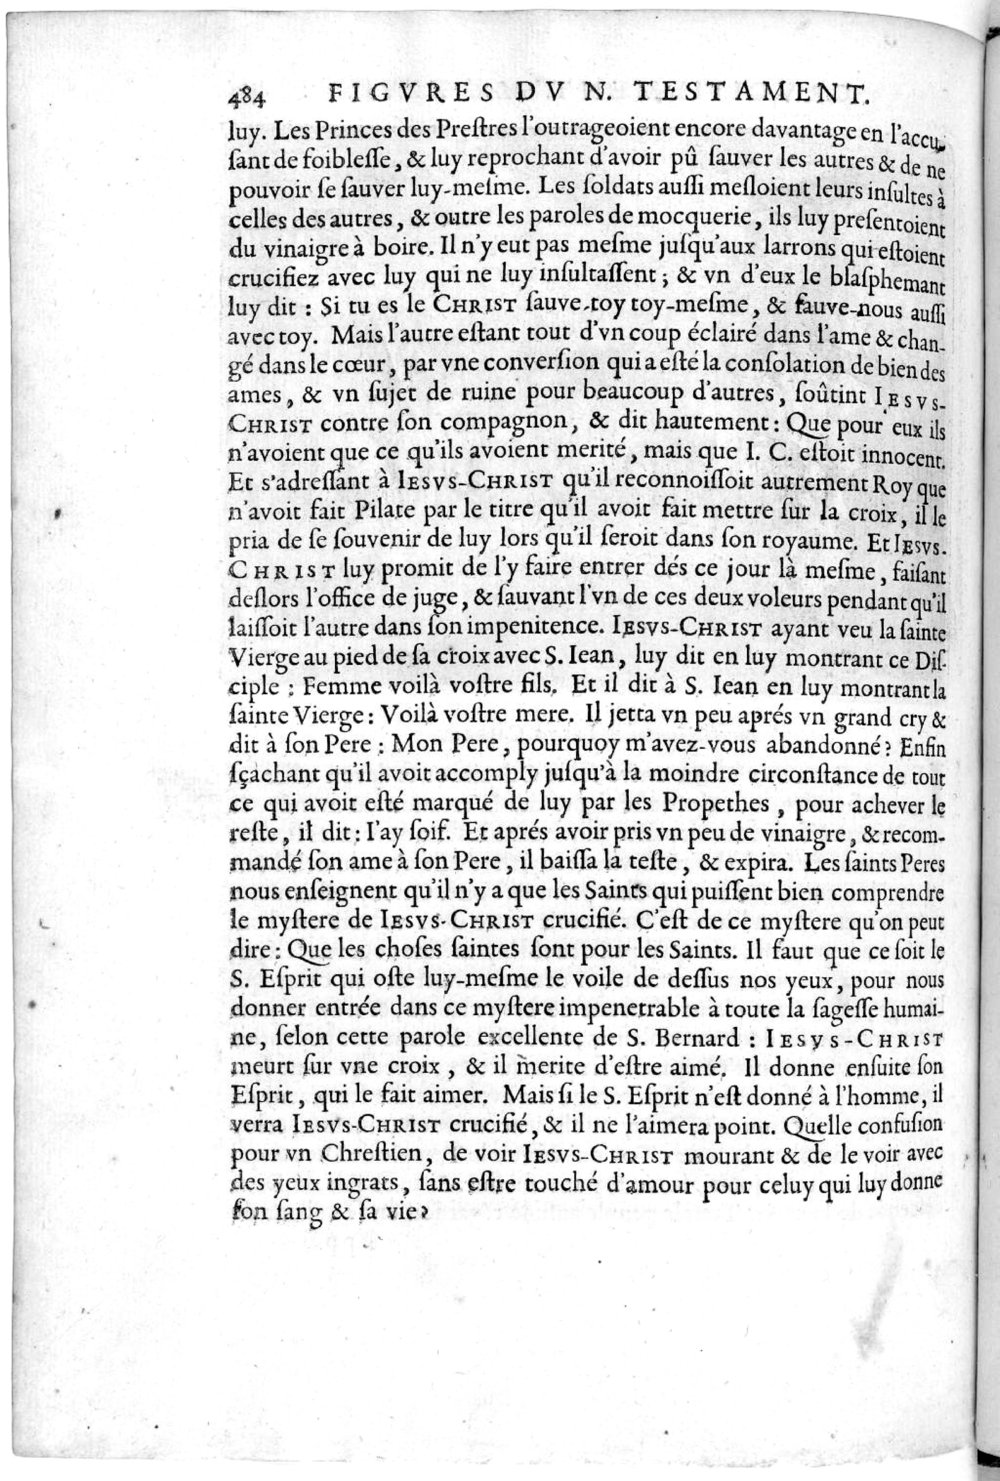 484 FIGVRES DV N. TESTAMENT.
luy. Les Princes des Preſtres l'outrageoient encore davantage en l'accu-
ſant de foibleſſe, & luy reprochant d'avoir pû ſauver les autres & de ne
pouvoir ſe ſauver luy-meſme. Les ſoldats auſſi meſloient leurs inſultes à
celles des autres, & outre les paroles de mocquerie, ils luy preſentoient
du vinaigre à boire. Il n'y eut pas meſme juſqu'aux larrons qui eſtoient
crucifiez avec luy qui ne luy inſultaſſent; & vn d'eux le blaſphemant
luy dit : Si tu es le CHRIST ſauve-toy toy-meſme, & ſauve-nous auſſi
avec toy. Mais l'autre eſtant tout d'vn coup éclairé dans l'ame & chan-
gé dans le cœur, par vne converſion qui a eſté la conſolation de bien des
ames, & vn ſujet de ruine pour beaucoup d'autres, ſoûtint IESVS-
CHRIST contre ſon compagnon, & dit hautement: Que pour eux ils
n'avoient que ce qu'ils avoient merité, mais que I. C. eſtoit innocent.
Et s'adreſſant à IESVS-CHRIST qu'il reconnoiſſoit autrement Roy que
n'avoit fait Pilate par le titre qu'il avoit fait mettre ſur la croix, il le
pria de ſe ſouvenir de luy lors qu'il ſeroit dans ſon royaume. Et IESVS-
CHRIST luy promit de l'y faire entrer dés ce jour là meſme, faiſant
deſlors l'office de juge, & ſauvant l'vn de ces deux voleurs pendant qu'il
laiſſoit l'autre dans ſon impenitence. IESVS-CHRIST ayant veu la ſainte
Vierge au pied de ſa croix avec S. Iean, luy dit en luy montrant ce Diſ-
ciple : Femme voilà voſtre fils. Et il dit à S. Iean en luy montrant la
ſainte Vierge: Voilà voſtre mere. Il jetta vn peu aprés vn grand cry &
dit à ſon Pere : Mon Pere, pourquoy m'avez-vous abandonné? Enfin
ſçachant qu'il avoit accomply juſqu'à la moindre circonſtance de tout
ce qui avoit eſté marqué de luy par les Propethes, pour achever le
reſte, il dit: I'ay ſoif. Et aprés avoir pris vn peu de vinaigre, & recom-
mandé ſon ame à ſon Pere, il baiſſa la teſte, & expira. Les ſaints Peres
nous enſeignent qu'il n'y a que les Saints qui puiſſent bien comprendre
le myſtere de IESVS-CHRIST crucifié. C'eſt de ce myſtere qu'on peut
dire: Que les choſes ſaintes ſont pour les Saints. Il faut que ce ſoit le
S. Eſprit qui oſte luy-meſme le voile de deſſus nos yeux, pour nous
donner entrée dans ce myſtere impenetrable à toute la ſageſſe humai-
ne, ſelon cette parole excellente de S. Bernard : IESVS-CHRIST
meurt ſur vne croix, & il merite d'eſtre aimé. Il donne enſuite ſon
Eſprit, qui le fait aimer. Mais ſi le S. Eſprit n'eſt donné à l'homme, il
verra IESVS-CHRIST crucifié, & il ne l'aimera point. Quelle confuſion
pour vn Chreſtien, de voir IESVS-CHRIST mourant & de le voir avec
des yeux ingrats, ſans eſtre touché d'amour pour celuy qui luy donne
ſon ſang & ſa vie?